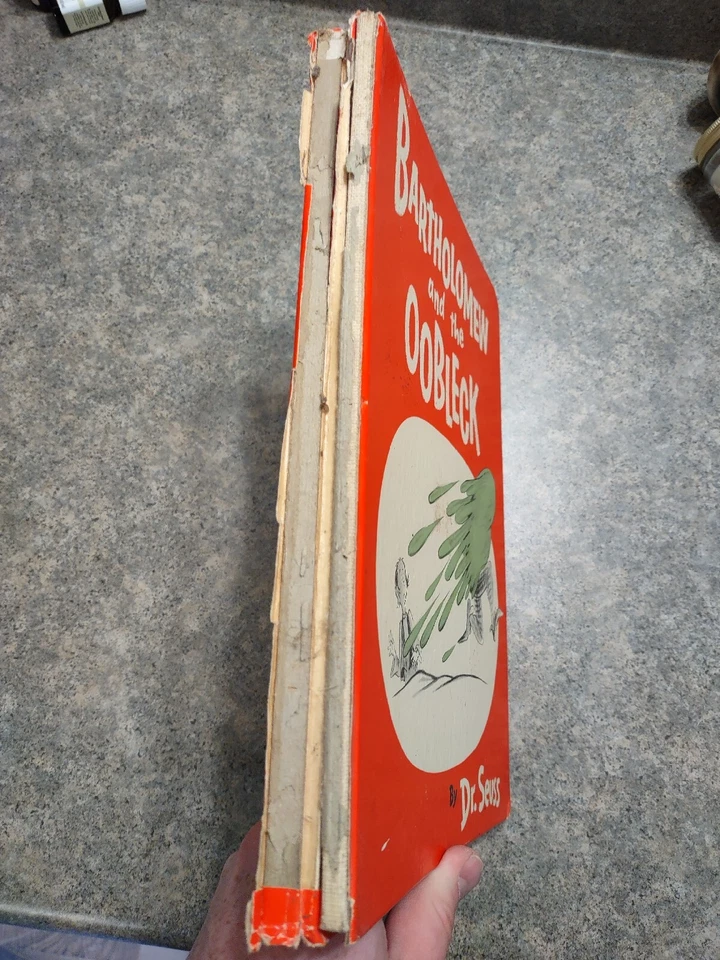 BARTHOLOMEW
and the
OOBLECK
By Dr. Seuss